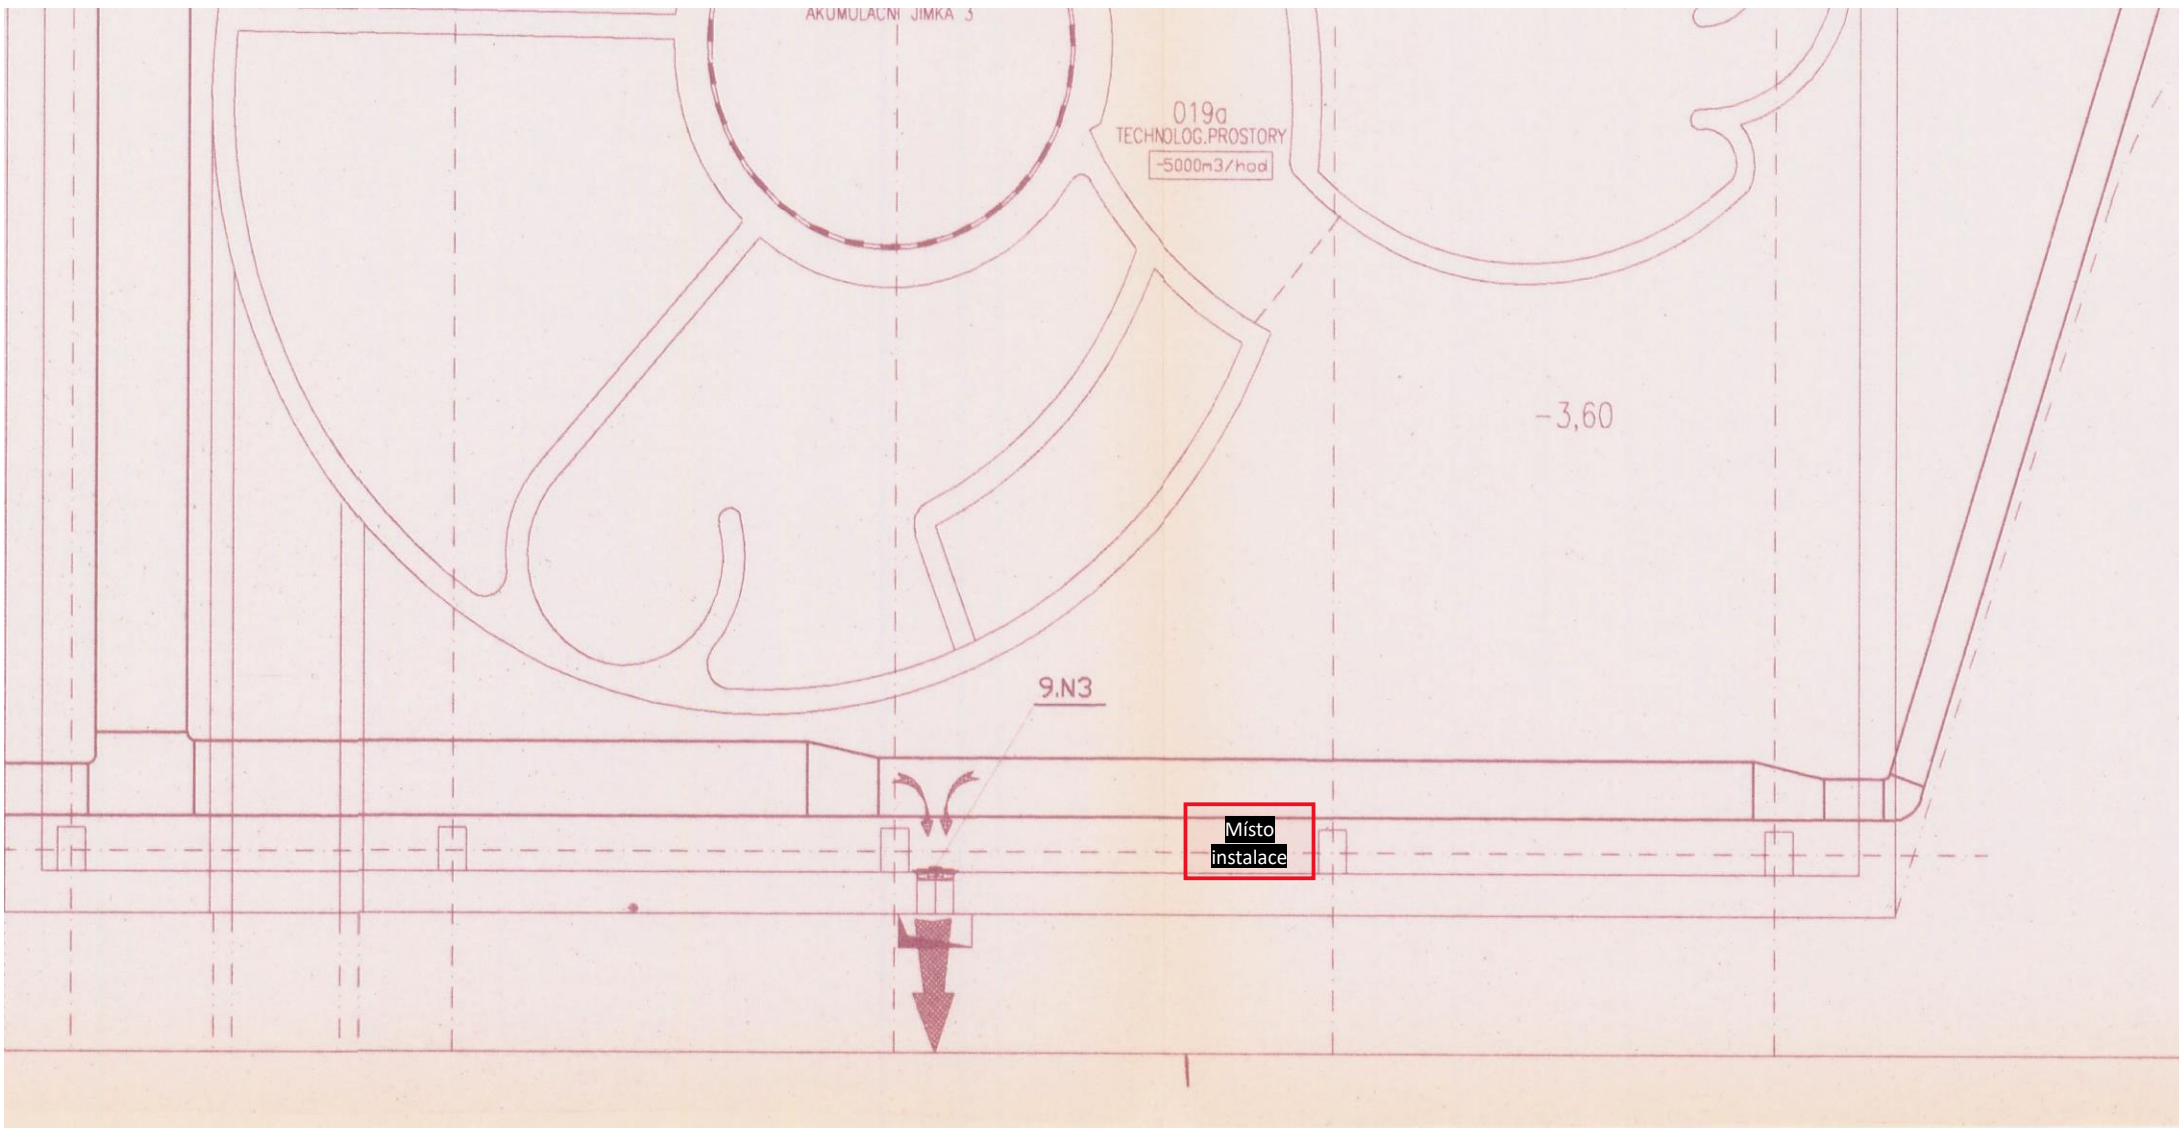 AKUMULAČNÍ JÍMKA 3
019a
TECHNOLOG.PROSTORY
-5000m3/hod
-3,60
9.N3
Místo
instalace